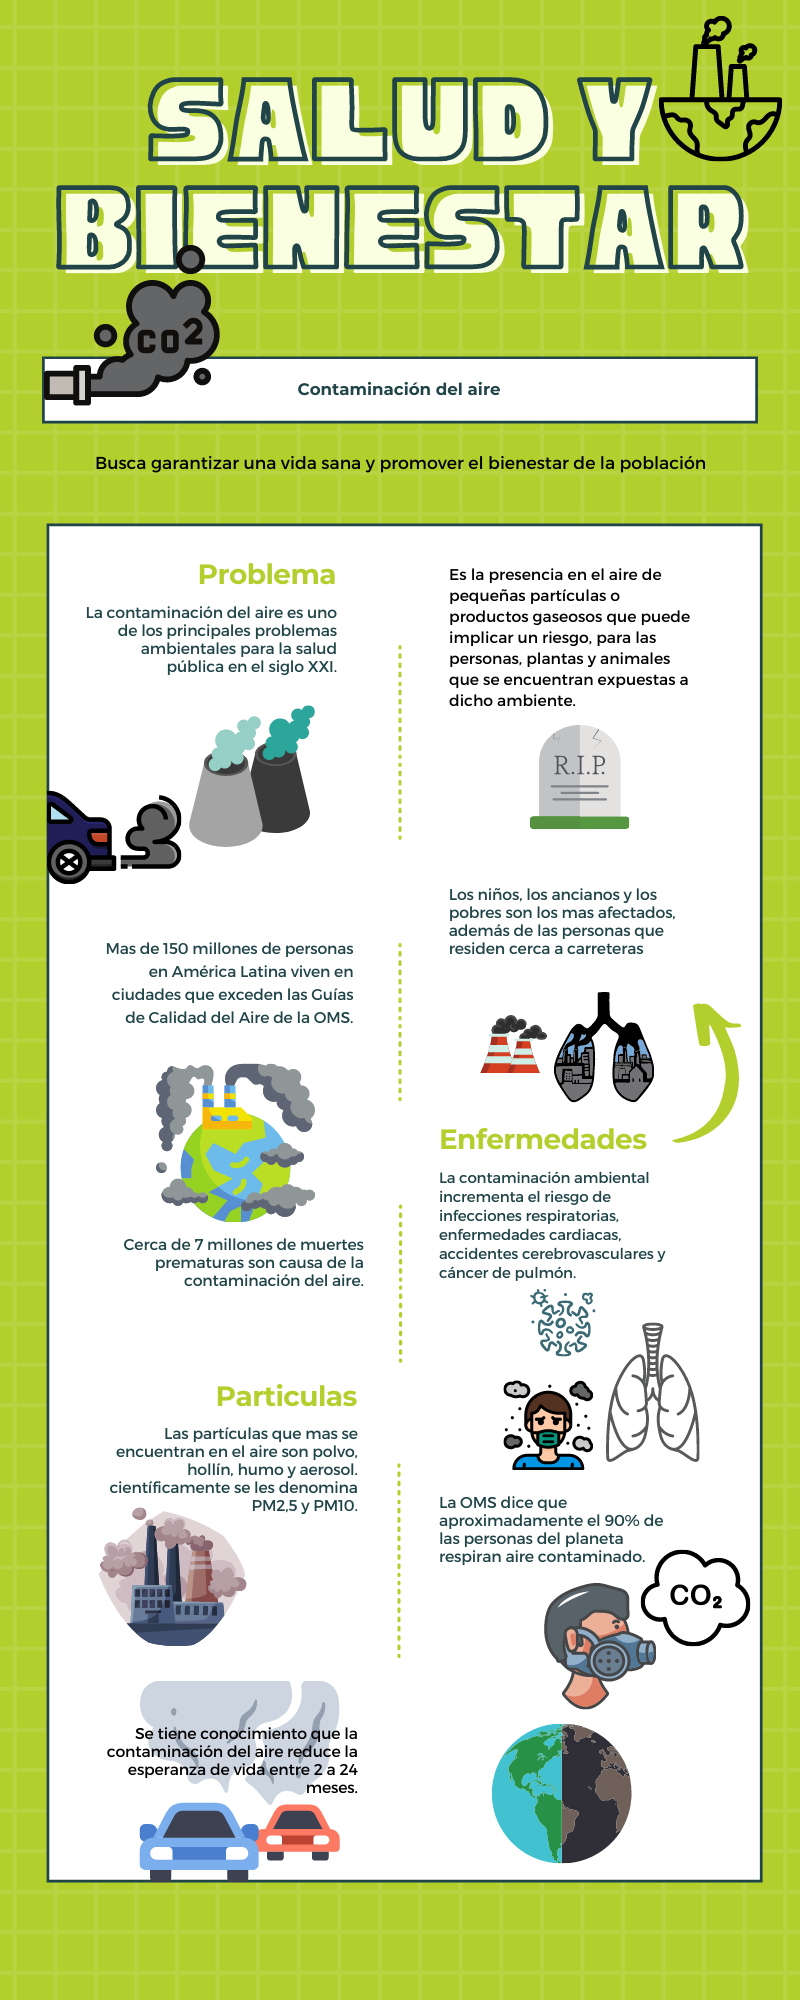 SALUD Y
BIENESTAR
CO2
Contaminación del aire
Busca garantizar una vida sana y promover el bienestar de la población
Problema
La contaminación del aire es uno
de los principales problemas
ambientales para la salud
pública en el siglo XXI.
Es la presencia en el aire de
pequeñas partículas o
productos gaseosos que puede
implicar un riesgo, para las
personas, plantas y animales
que se encuentran expuestas a
dicho ambiente.
R.I.P.
Los niños, los ancianos y los
pobres son los mas afectados,
además de las personas que
residen cerca a carreteras
Mas de 150 millones de personas
en América Latina viven en
ciudades que exceden las Guías
de Calidad del Aire de la OMS.
Enfermedades
La contaminación ambiental
incrementa el riesgo de
infecciones respiratorias,
enfermedades cardiacas,
accidentes cerebrovasculares y
cáncer de pulmón.
Cerca de 7 millones de muertes
prematuras son causa de la
contaminación del aire.
Particulas
Las partículas que mas se
encuentran en el aire son polvo,
hollín, humo y aerosol.
científicamente se les denomina
PM2,5 y PM10.
La OMS dice que
aproximadamente el 90% de
las personas del planeta
respiran aire contaminado.
CO₂
Se tiene conocimiento que la
contaminación del aire reduce la
esperanza de vida entre 2 a 24
meses.